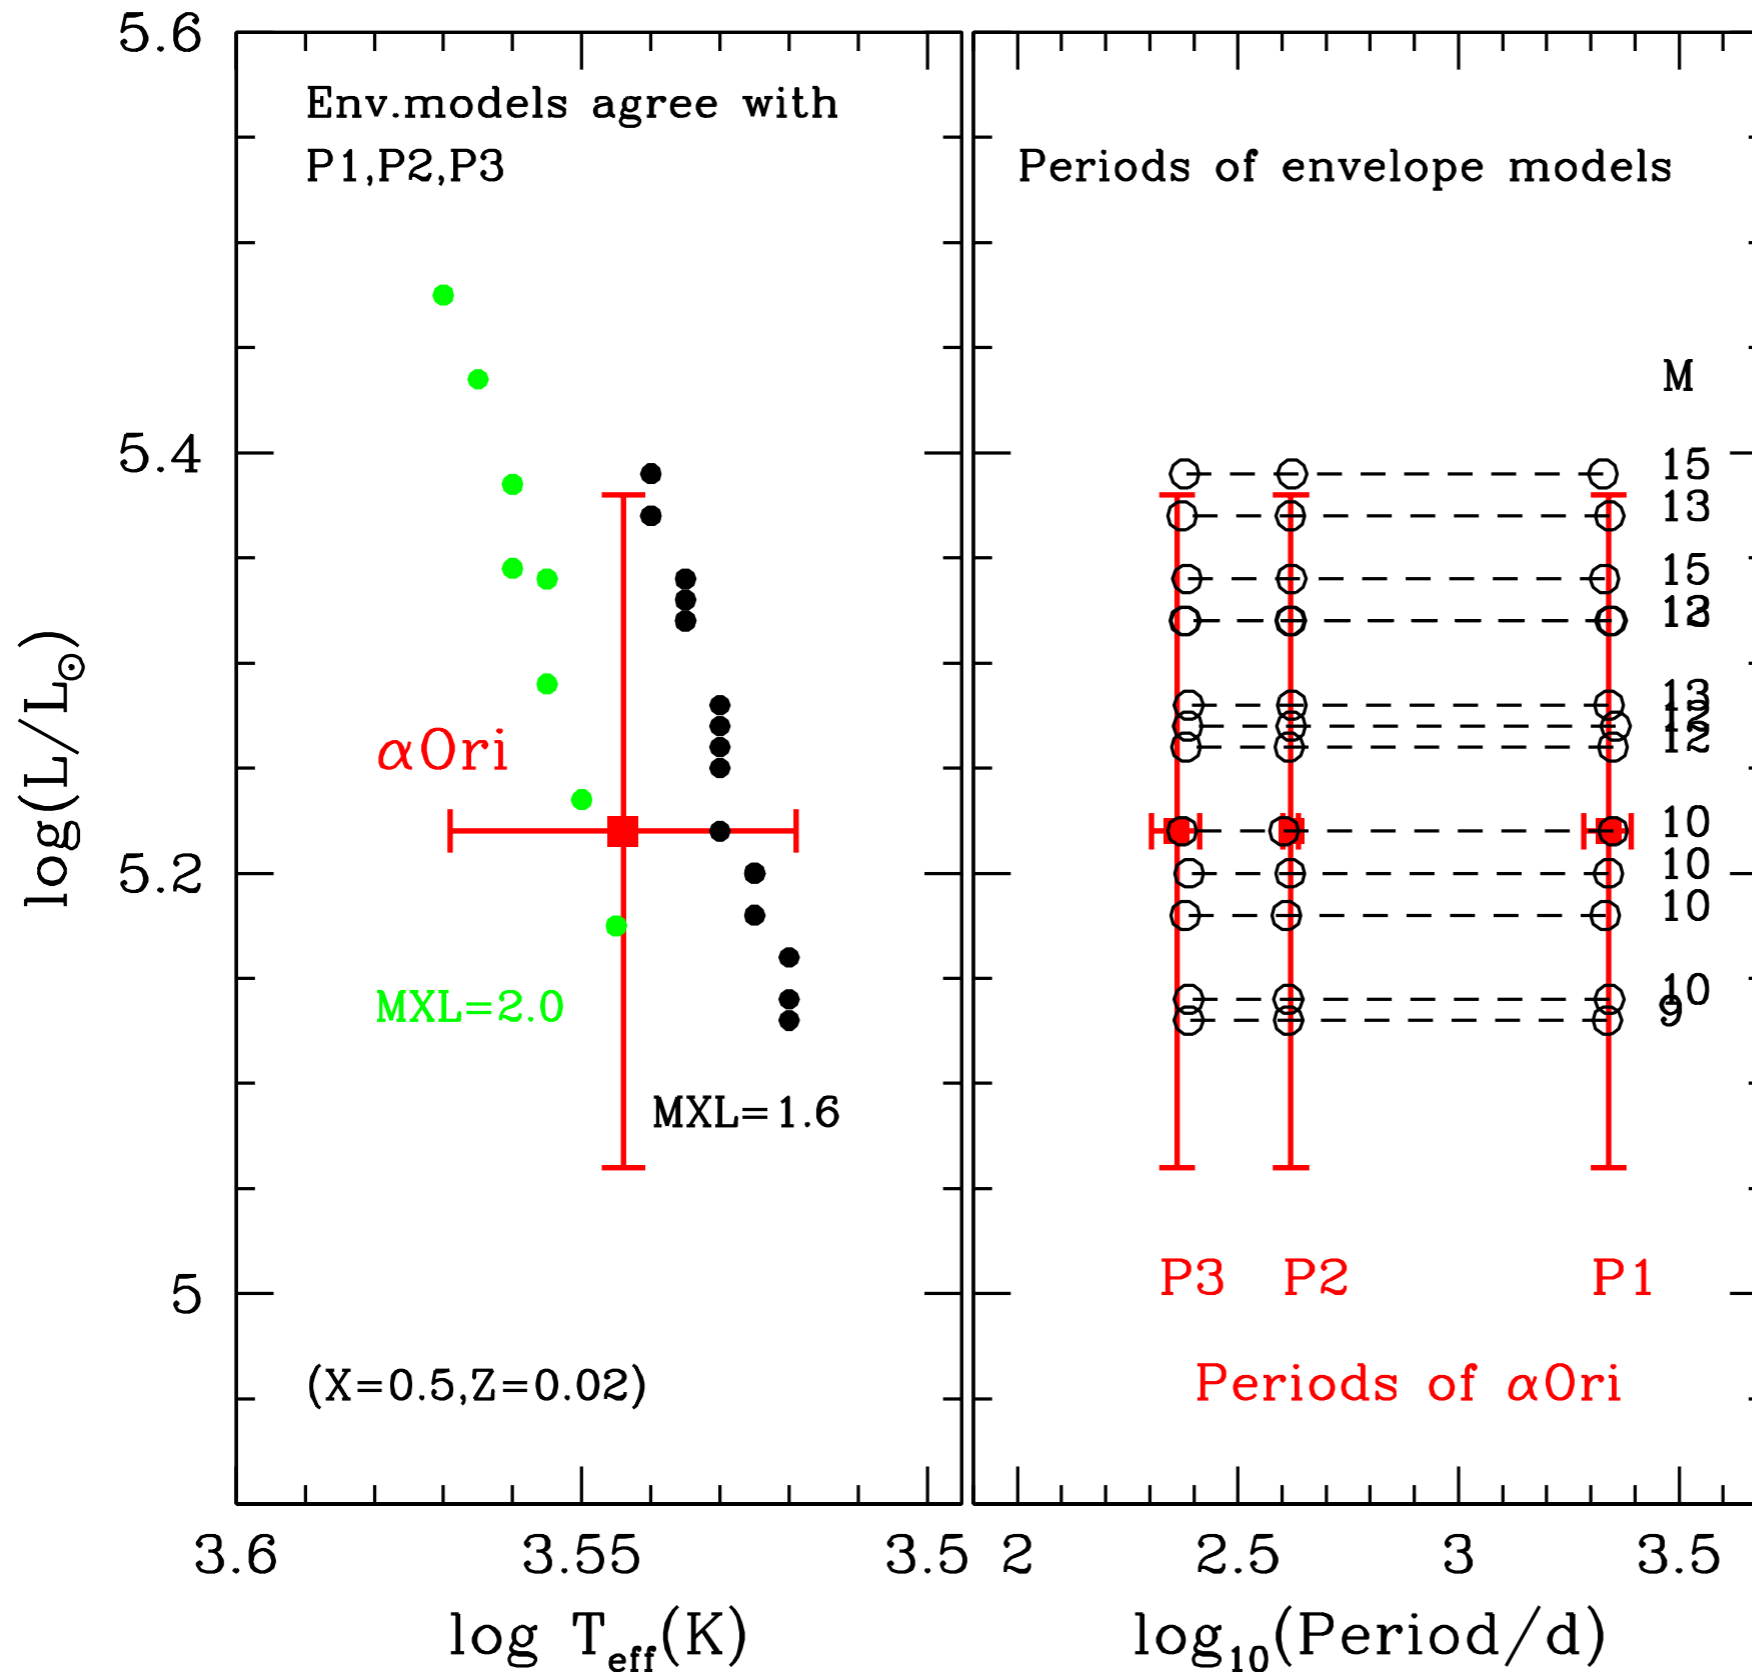 5.6
5.4
5.2
5
log(L/L⊙)
Env.models agree with
P1,P2,P3
αOri
MXL=2.0
MXL=1.6
(X=0.5,Z=0.02)
3.6
3.55
3.5
log Teff(K)
Periods of envelope models
M
15
13
15
13
12
10
10
10
10
9
P3
P2
P1
Periods of αOri
2
2.5
3
3.5
log10(Period/d)